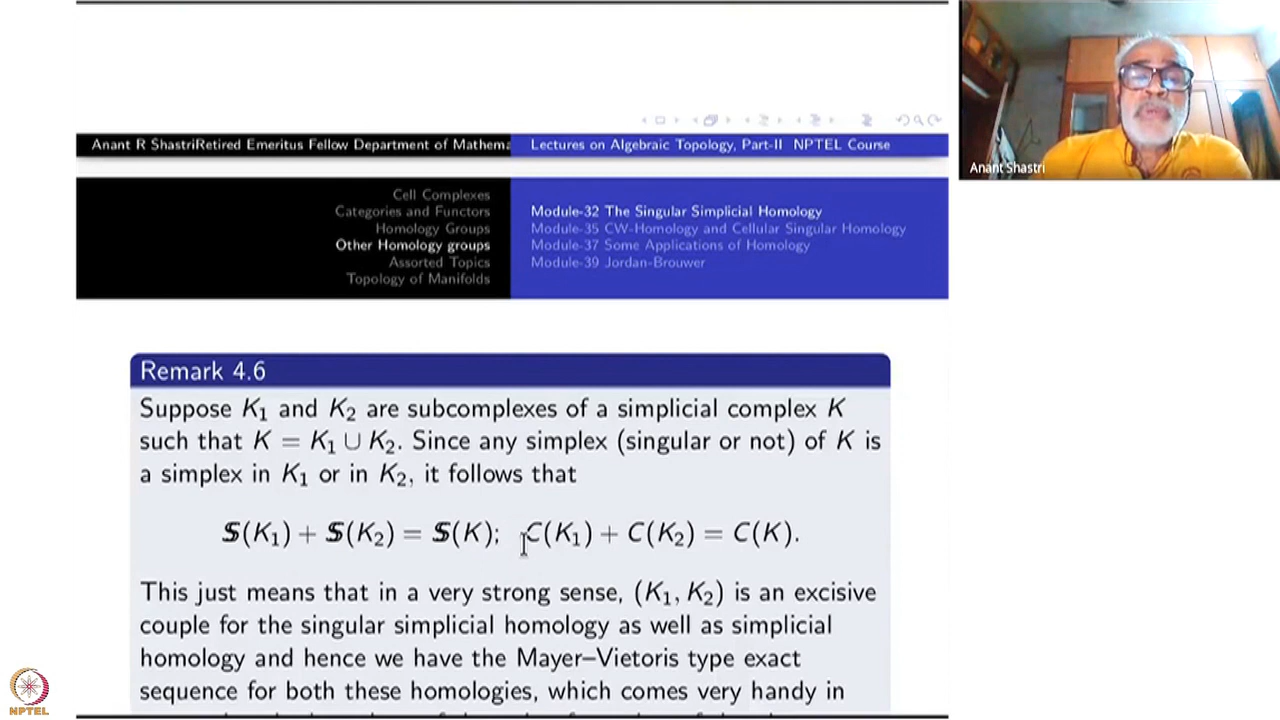 Anant R ShastriRetired Emeritus Fellow Department of Mathema
Lectures on Algebraic Topology, Part-II NPTEL Course
Cell Complexes
Categories and Functors
Homology Groups
Other Homology groups
Assorted Topics
Topology of Manifolds
Module-32 The Singular Simplicial Homology
Module-35 CW-Homology and Cellular Singular Homology
Module-37 Some Applications of Homology
Module-39 Jordan-Brouwer
Remark 4.6
Suppose K₁ and K₂ are subcomplexes of a simplicial complex K
such that K = K₁ ∪ K₂. Since any simplex (singular or not) of K is
a simplex in K₁ or in K₂, it follows that
𝕊(K₁) + 𝕊(K₂) = 𝕊(K); C(K₁) + C(K₂) = C(K).
This just means that in a very strong sense, (K₁, K₂) is an excisive
couple for the singular simplicial homology as well as simplicial
homology and hence we have the Mayer–Vietoris type exact
sequence for both these homologies, which comes very handy in
Anant Shastri
NPTEL